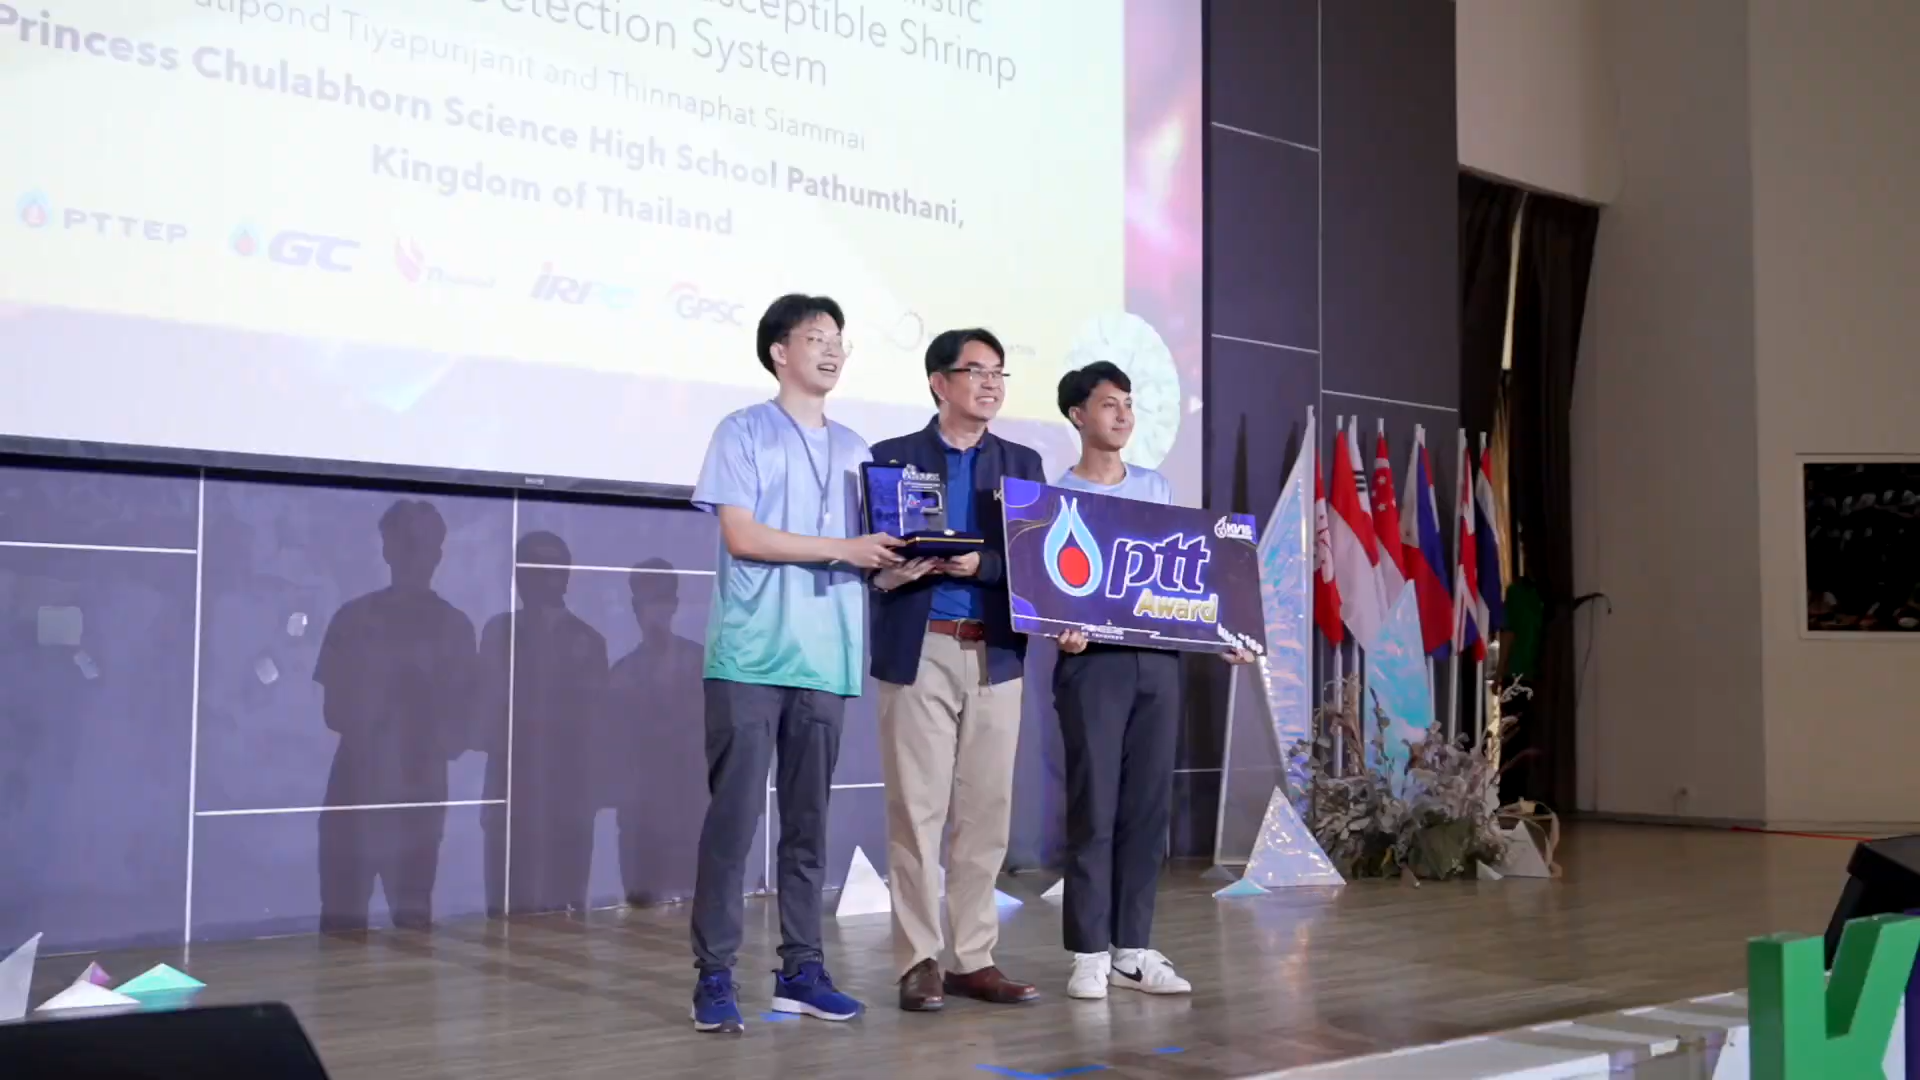 Susceptible Shrimp
Detection System
Tiyapunjanit and Thinnaphat Siammai
Princess Chulabhorn Science High School Pathumthani,
Kingdom of Thailand
PTTEP
GC
GPSC
KVIS
ptt
Award
K